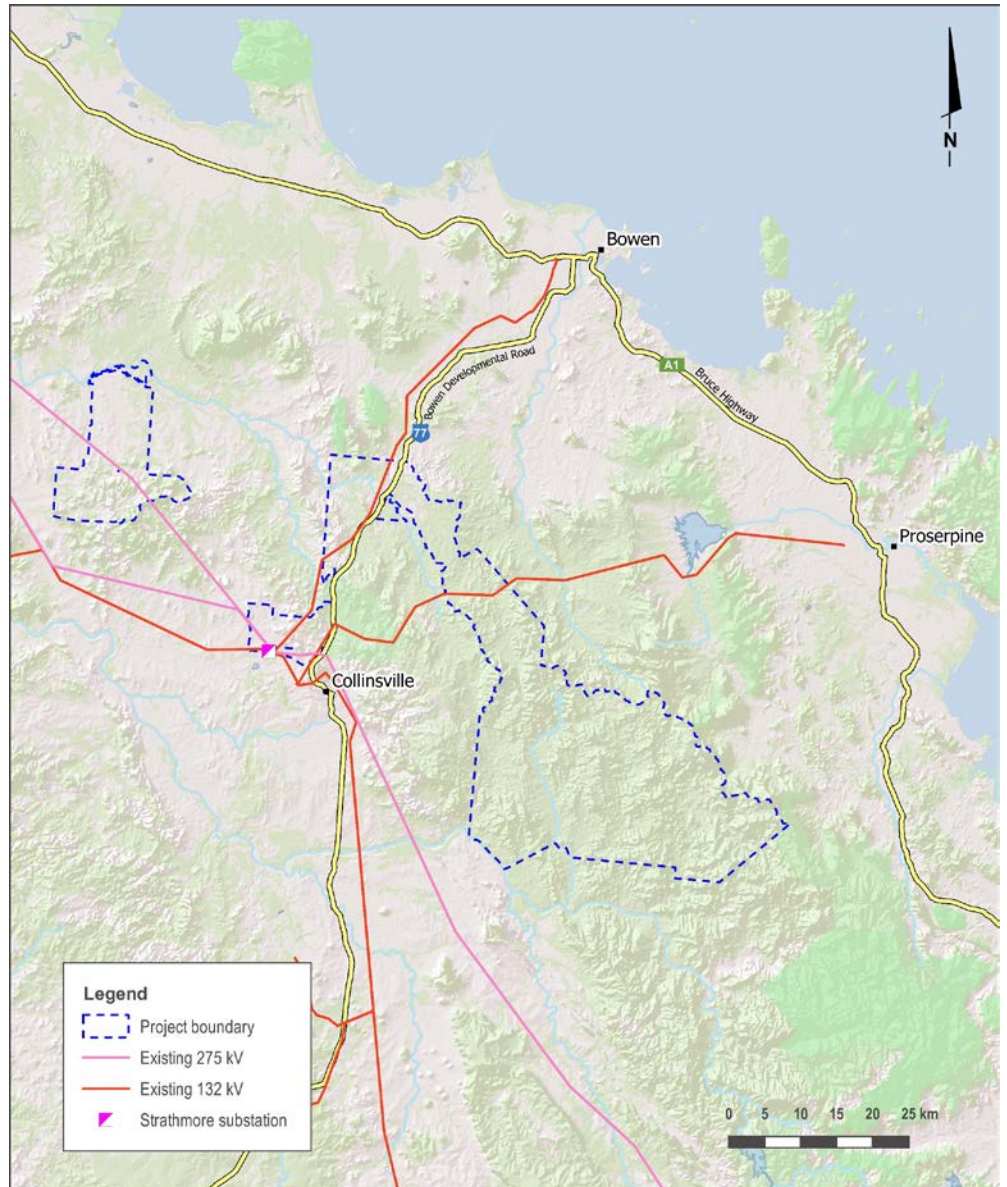 N
Bowen
Bowen Developmental Road
A1
Bruce Highway
77
Proserpine
Collinsville
Legend
Project boundary
Existing 275 kV
Existing 132 kV
Strathmore substation
0 5 10 15 20 25 km